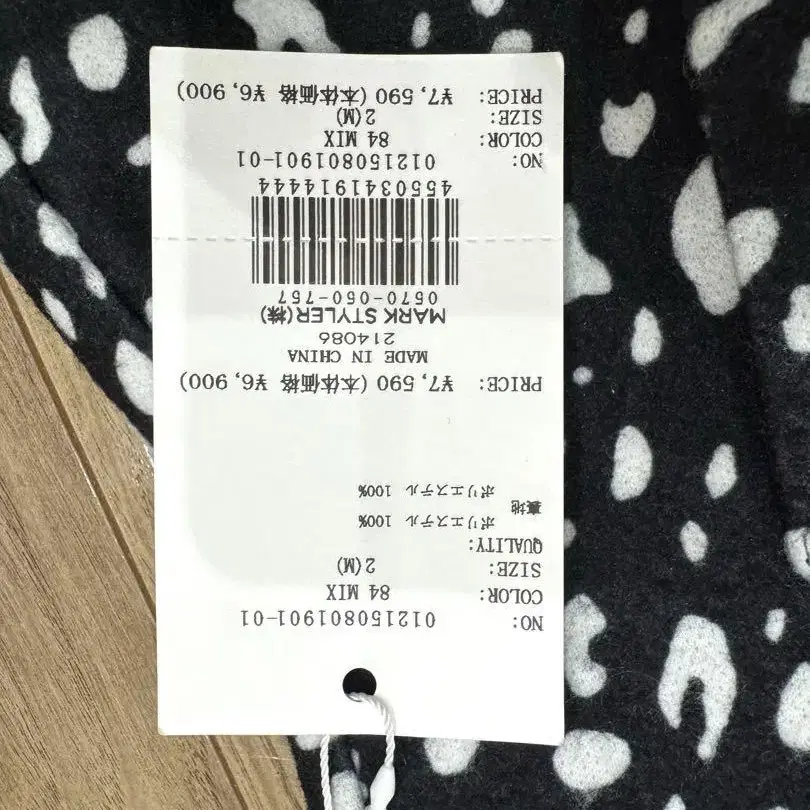 NO: 012150801901-01
COLOR: 84 MIX
SIZE: 2(M)
QUALITY:
ポリエステル 100%
裏地
ポリエステル 100%
PRICE: ¥7,590 (本体価格 ¥6,900)
MADE IN CHINA
214086
MARK STYLER(株)
0570-050-757
4550341914444
NO: 012150801901-01
COLOR: 84 MIX
SIZE: 2(M)
PRICE: ¥7,590 (本体価格 ¥6,900)